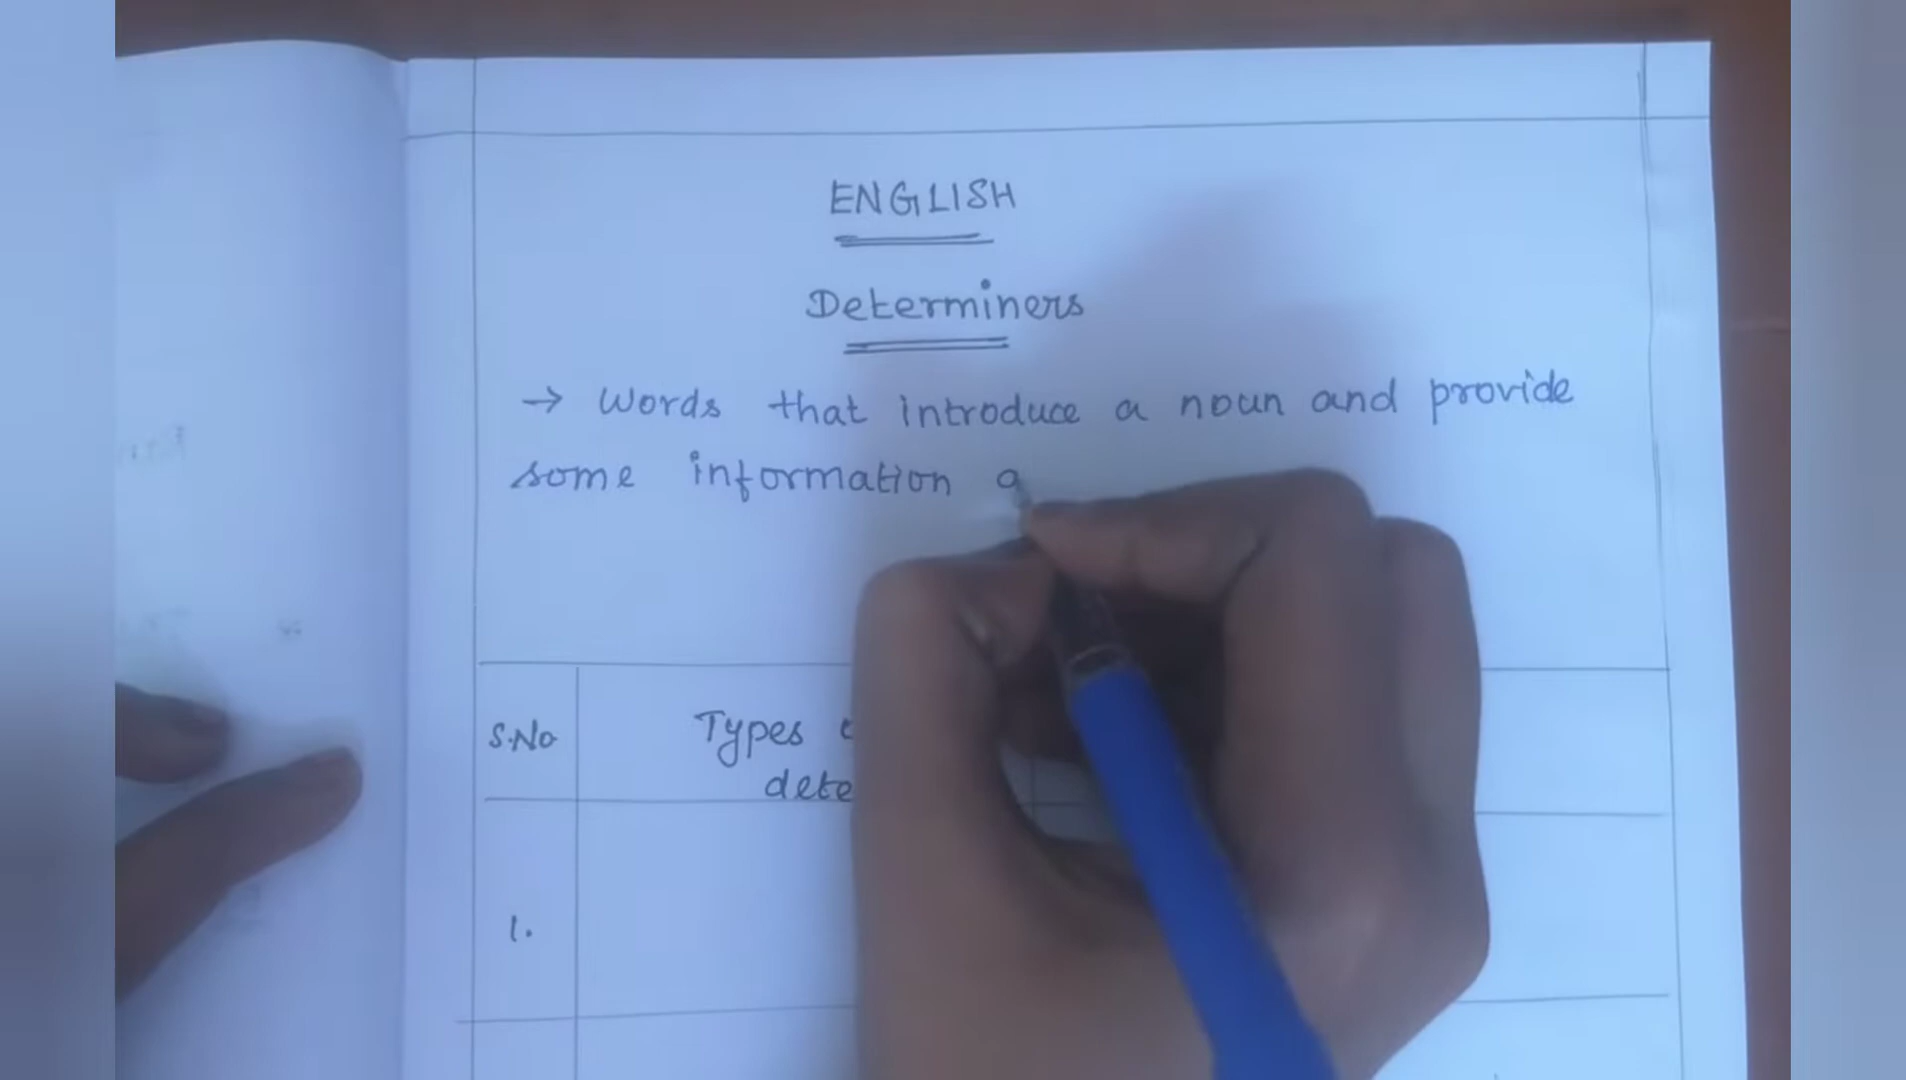 ENGLISH
Determiners
→ Words that introduce a noun and provide
some information a
S.No Types
dete
1.